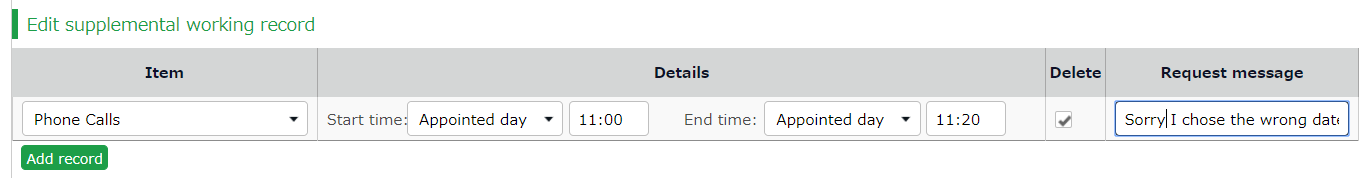 Edit supplemental working record
Item Details Delete Request message
Phone Calls Start time: Appointed day 11:00 End time: Appointed day 11:20 Sorry I chose the wrong date
Add record